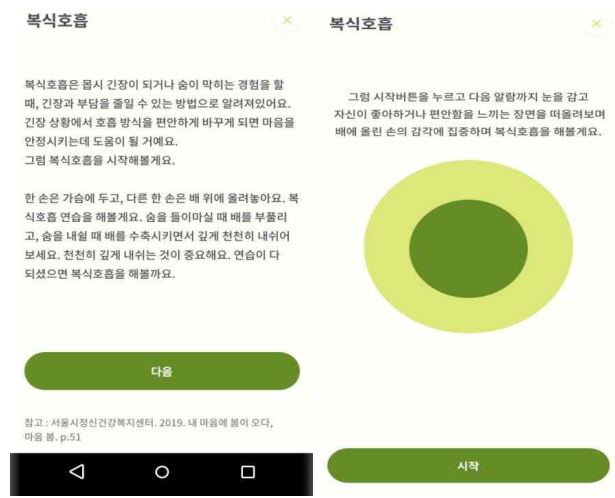 복식호흡
복식호흡은 몹시 긴장이 되거나 숨이 막히는 경험을 할
때, 긴장과 부담을 줄일 수 있는 방법으로 알려져있어요.
긴장 상황에서 호흡 방식을 편안하게 바꾸게 되면 마음을
안정시키는데 도움이 될 거예요.
그럼 복식호흡을 시작해볼게요.
한 손은 가슴에 두고, 다른 한 손은 배 위에 올려놓아요. 복
식호흡 연습을 해볼게요. 숨을 들이마실 때 배를 부풀리
고, 숨을 내쉴 때 배를 수축시키면서 깊게 천천히 내쉬어
보세요. 천천히 깊게 내쉬는 것이 중요해요. 연습이 다
되셨으면 복식호흡을 해볼까요.
다음
참고 : 서울시정신건강복지센터. 2019. 내 마음에 봄이 오다,
마음 봄. p.51
복식호흡
그럼 시작버튼을 누르고 다음 알람까지 눈을 감고
자신이 좋아하거나 편안함을 느끼는 장면을 떠올려보며
배에 올린 손의 감각에 집중하며 복식호흡을 해볼게요.
시작